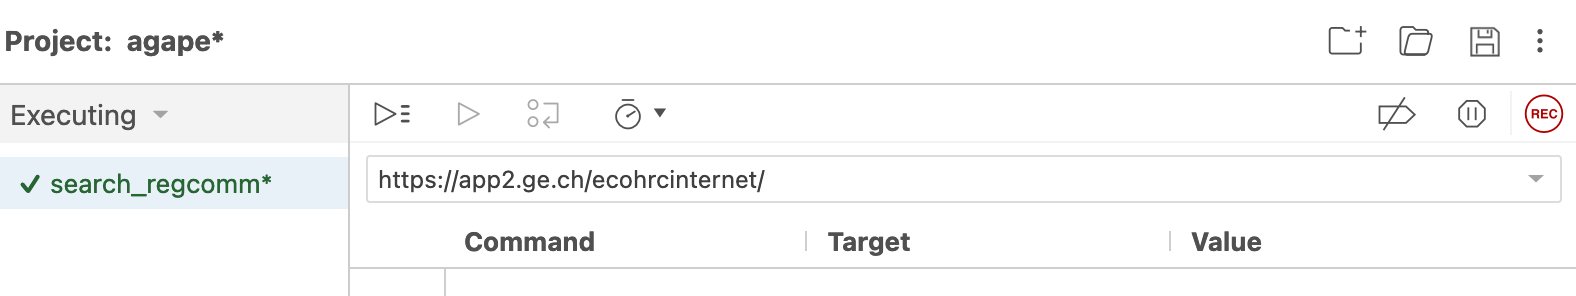 Project: agape*
Executing
REC
search_regcomm*
https://app2.ge.ch/ecohrcinternet/
Command Target Value